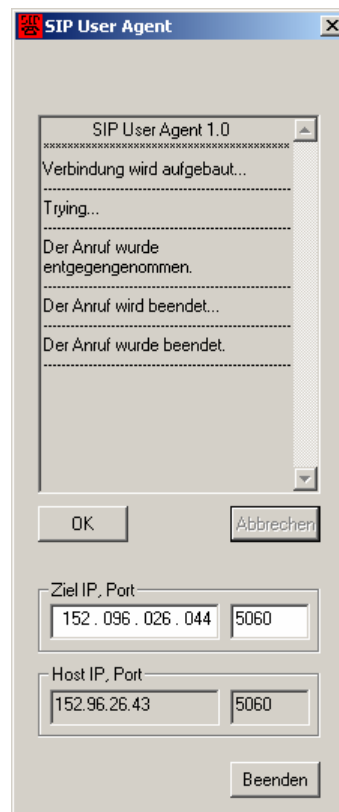 SIP User Agent
SIP User Agent 1.0
××××××××××××××××××××××××××××××××××××××××
Verbindung wird aufgebaut...
------------------------------------------------------------
Trying...
------------------------------------------------------------
Der Anruf wurde
entgegengenommen.
------------------------------------------------------------
Der Anruf wird beendet...
------------------------------------------------------------
Der Anruf wurde beendet.
------------------------------------------------------------
OK Abbrechen
Ziel IP, Port
152 . 096 . 026 . 044 5060
Host IP, Port
152.96.26.43 5060
Beenden